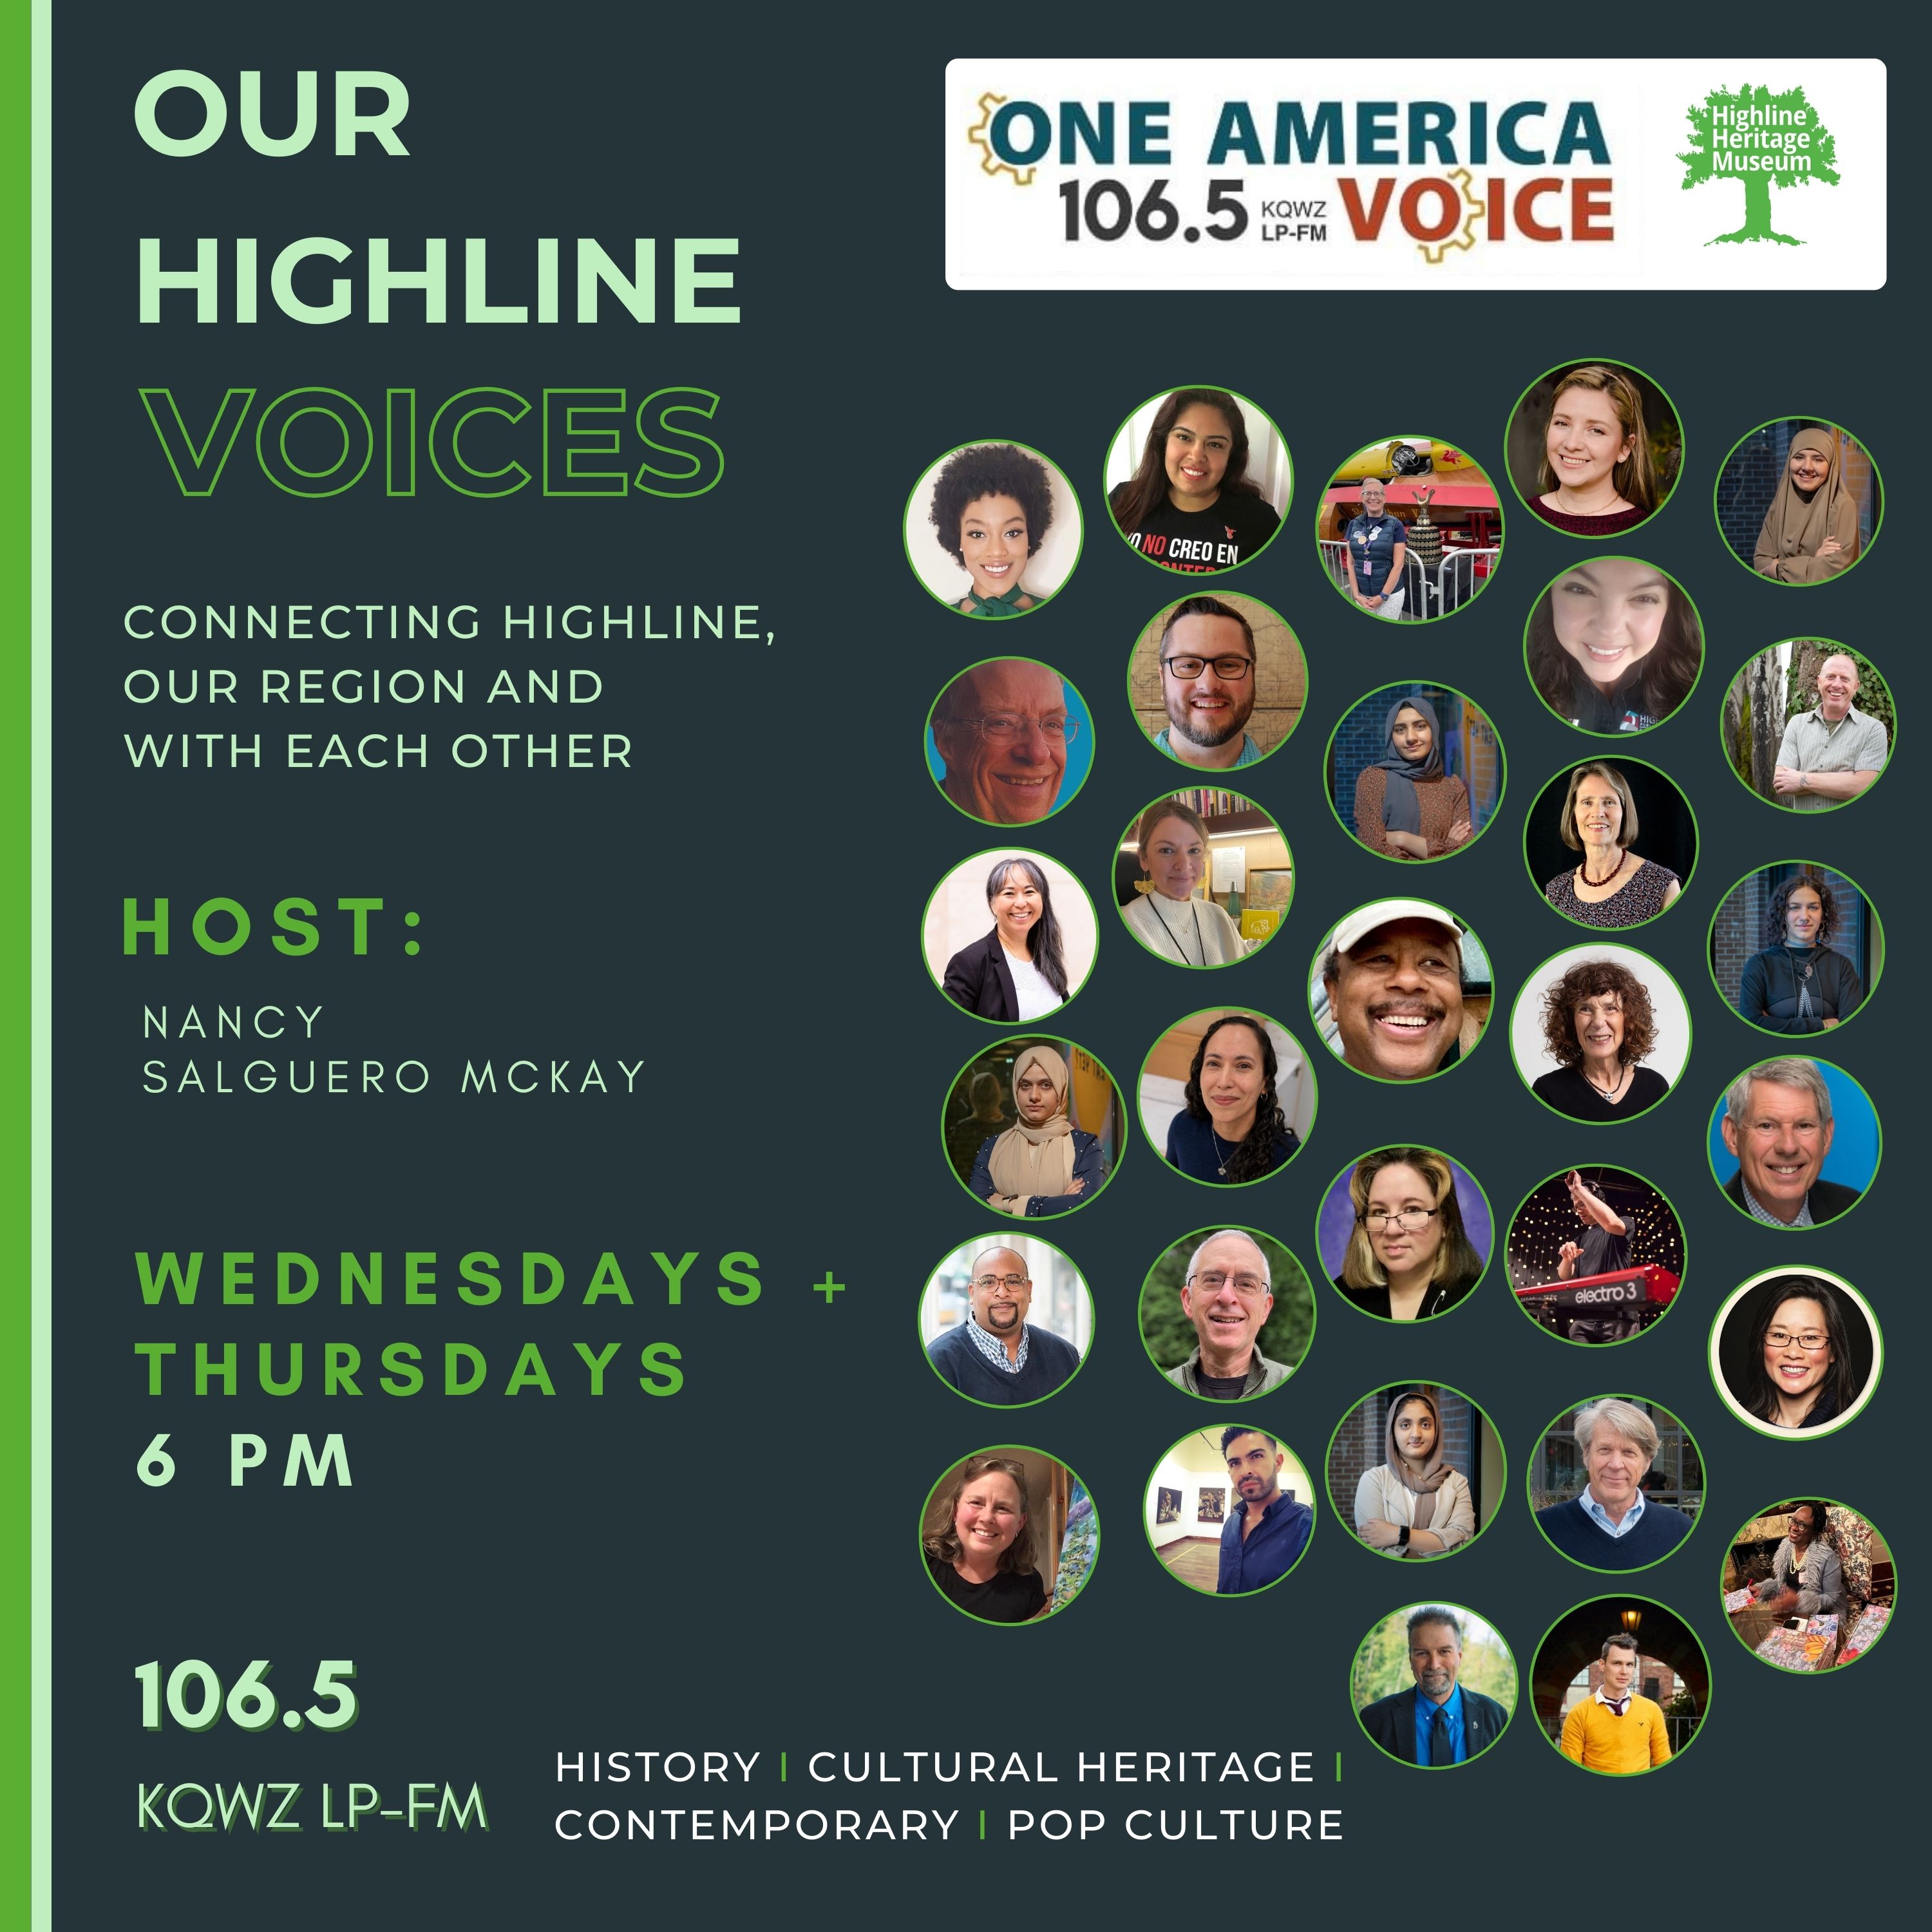 OUR
HIGHLINE
VOICES
ONE AMERICA
106.5 KQWZ LP-FM VOICE
Highline
Heritage
Museum
CONNECTING HIGHLINE,
OUR REGION AND
WITH EACH OTHER
NO CREO EN
HOST:
NANCY
SALGUERO MCKAY
WEDNESDAYS +
THURSDAYS
6 PM
electro 3
106.5
KQWZ LP-FM
HISTORY | CULTURAL HERITAGE |
CONTEMPORARY | POP CULTURE